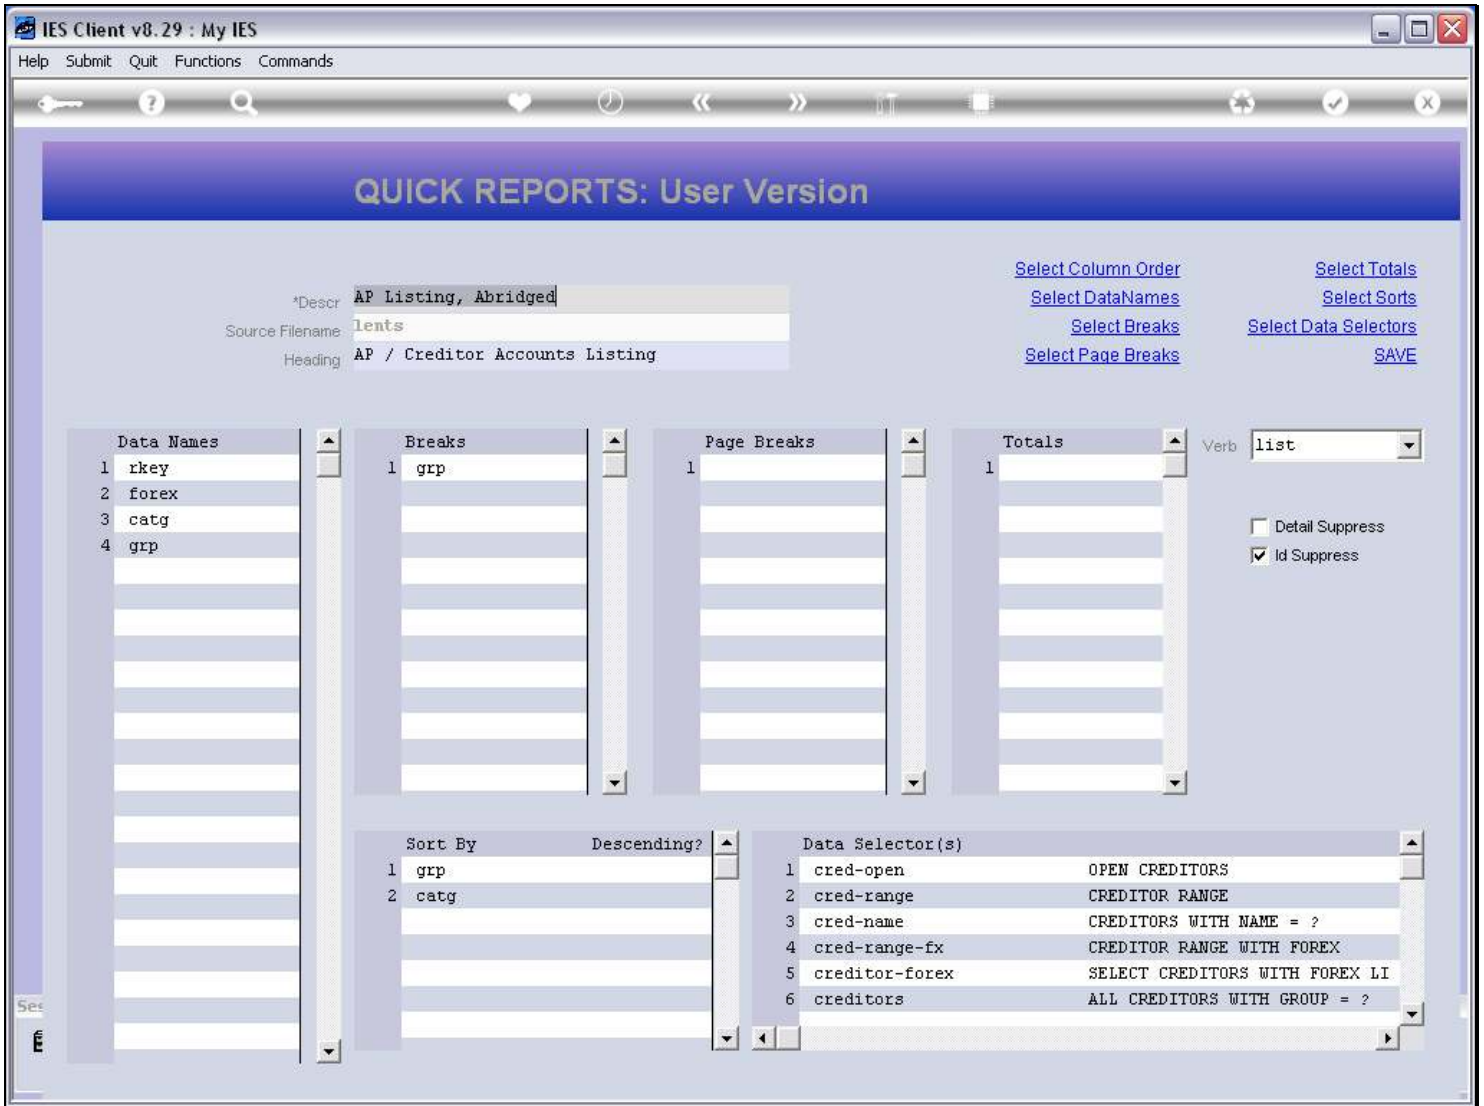 IES Client v8.29 : My IES
Help Submit Quit Functions Commands
QUICK REPORTS: User Version
Select Column Order Select Totals
*Descr AP Listing, Abridged Select DataNames Select Sorts
Source Filename lents Select Breaks Select Data Selectors
Heading AP / Creditor Accounts Listing Select Page Breaks SAVE
Data Names Breaks Page Breaks Totals Verb list
1 rkey 1 grp 1 1
2 forex
3 catg Detail Suppress
4 grp
Id Suppress
Sort By Descending? Data Selector(s)
1 grp 1 cred-open OPEN CREDITORS
2 catg 2 cred-range CREDITOR RANGE
3 cred-name CREDITORS WITH NAME = ?
4 cred-range-fx CREDITOR RANGE WITH FOREX
5 creditor-forex SELECT CREDITORS WITH FOREX LI
6 creditors ALL CREDITORS WITH GROUP = ?
Ses